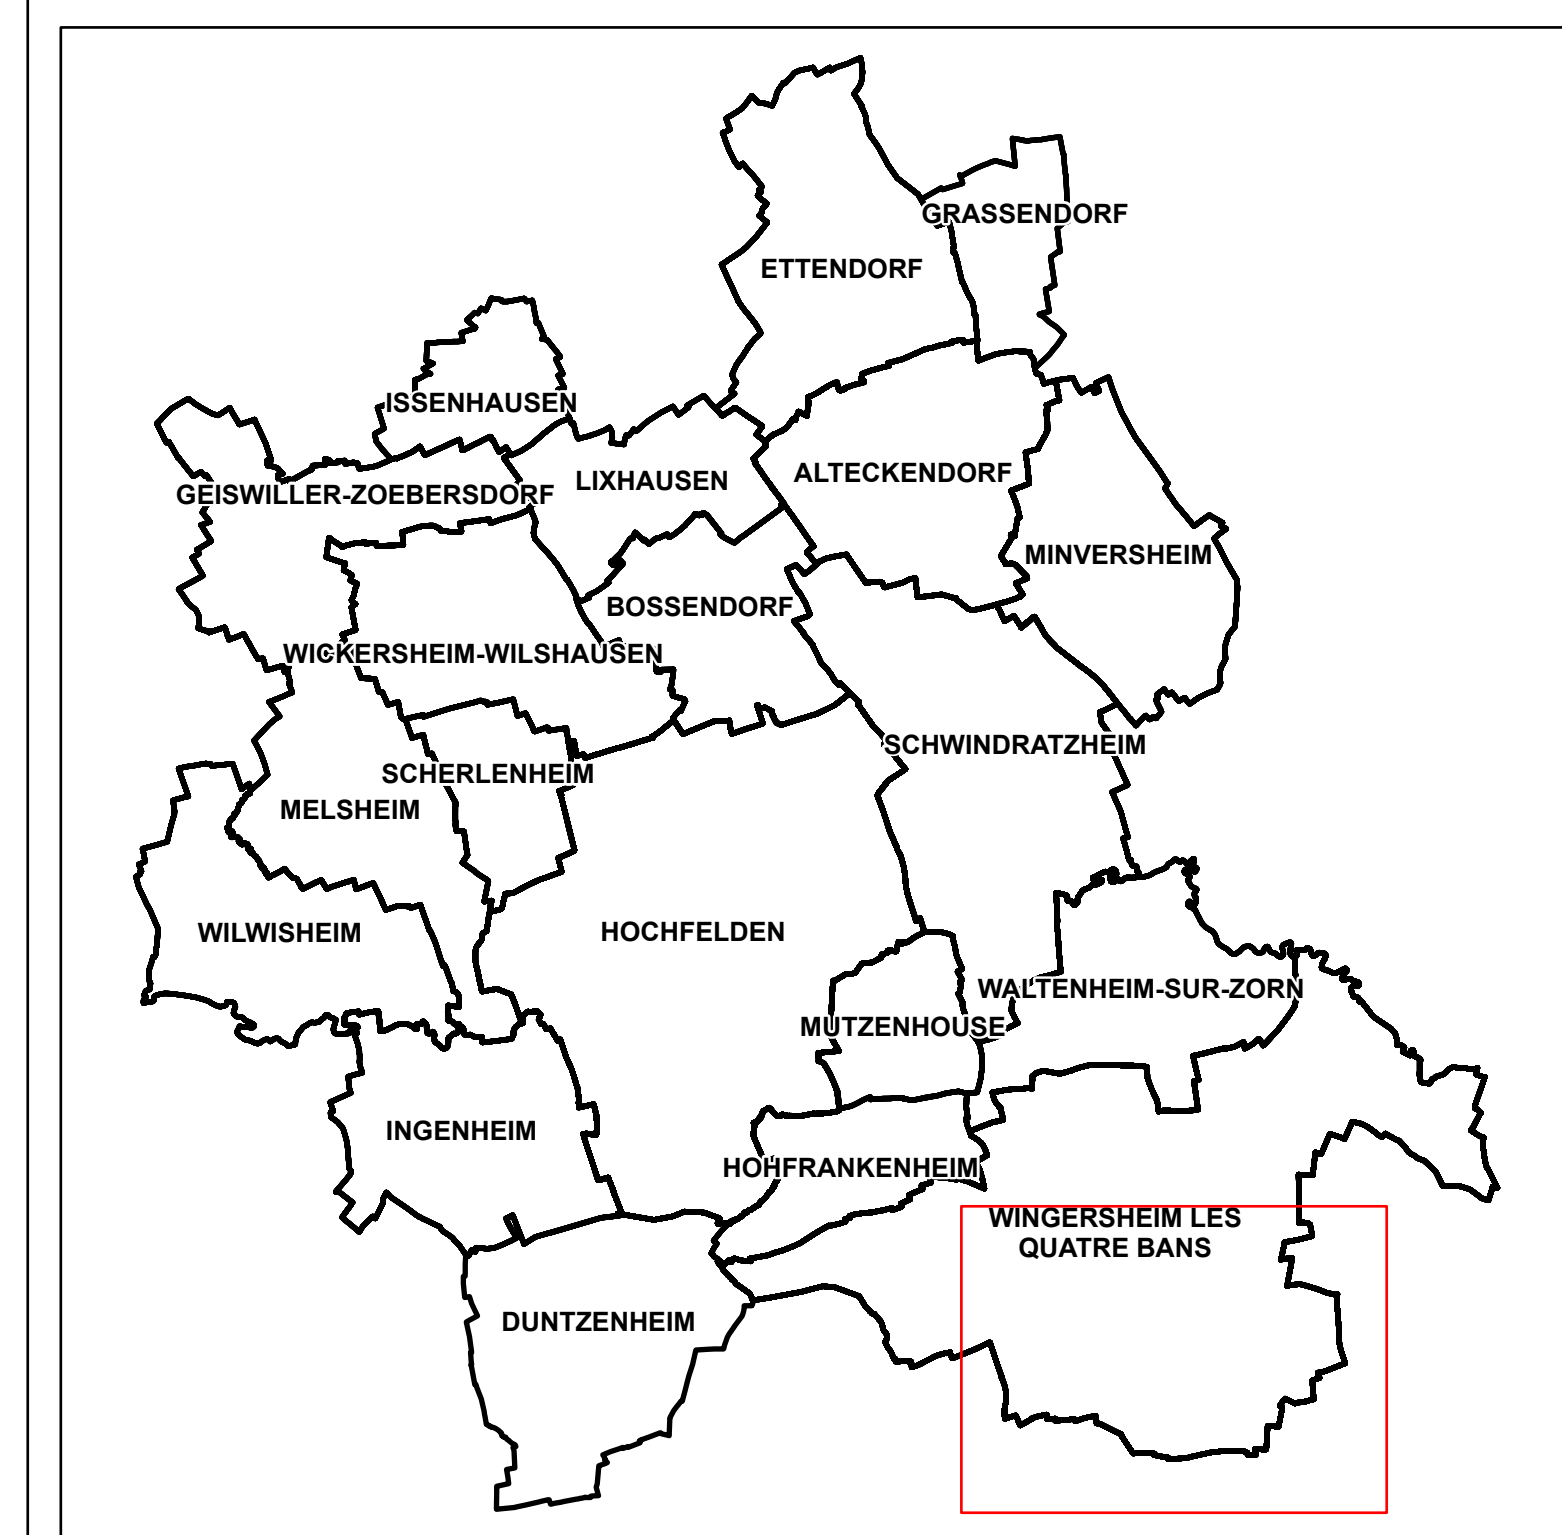 GRASSENDORF
ETTENDORF
ISSENHAUSEN
LIXHAUSEN
ALTECKENDORF
GEISWILLER-ZOEBERSDORF
MINVERSHEIM
BOSSENDORF
WICKERSHEIM-WILSHAUSEN
SCHWINDRATZHEIM
SCHERLENHEIM
MELSHEIM
WILWISHEIM
HOCHFELDEN
WALTENHEIM-SUR-ZORN
MUTZENHOUSE
INGENHEIM
HOHFRANKENHEIM
WINGERSHEIM LES
QUATRE BANS
DUNTZENHEIM